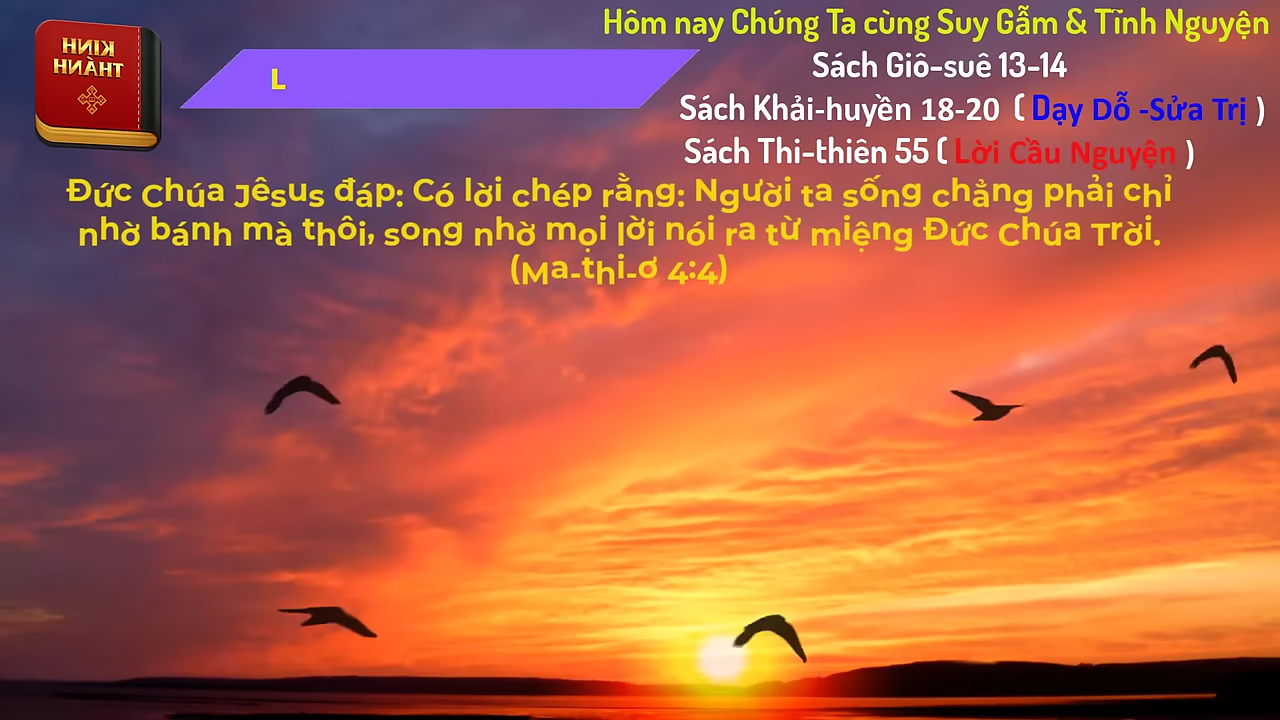 KINH
THÁNH
L
Hôm nay Chúng Ta cùng Suy Gẫm & Tĩnh Nguyện
Sách Giô-suê 13-14
Sách Khải-huyền 18-20 ( Dạy Dỗ -Sửa Trị )
Sách Thi-thiên 55 ( Lời Cầu Nguyện )
Đức Chúa Jêsus đáp: Có lời chép rằng: Người ta sống chẳng phải chỉ
nhờ bánh mà thôi, song nhờ mọi lời nói ra từ miệng Đức Chúa Trời.
(Ma-thi-ơ 4:4)